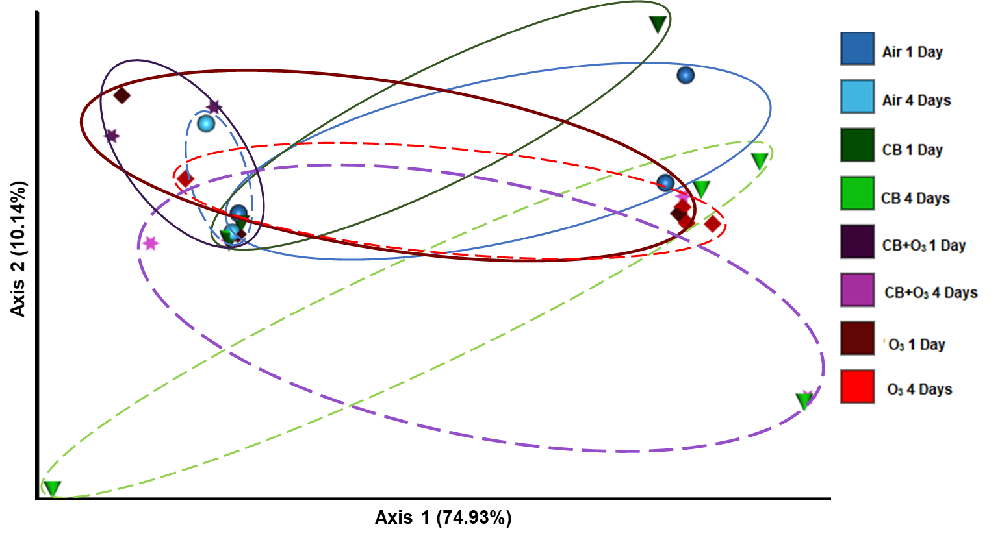 Axis 2 (10.14%)
Axis 1 (74.93%)
Air 1 Day
Air 4 Days
CB 1 Day
CB 4 Days
CB+O₃ 1 Day
CB+O₃ 4 Days
O₃ 1 Day
O₃ 4 Days